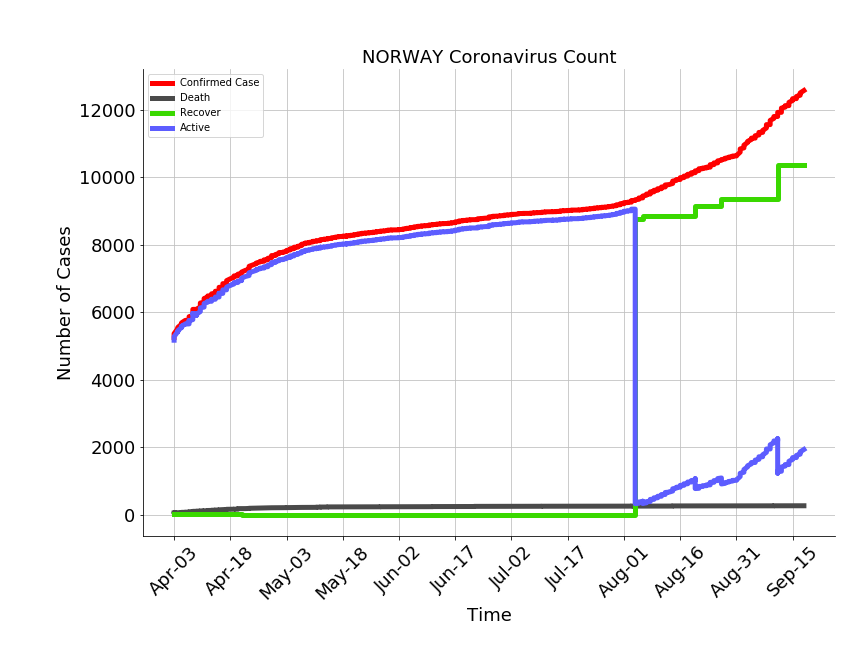 NORWAY Coronavirus Count
Confirmed Case
Death
Recover
Active
12000
10000
8000
6000
4000
2000
0
Number of Cases
Apr-03
Apr-18
May-03
May-18
Jun-02
Jun-17
Jul-02
Jul-17
Aug-01
Aug-16
Aug-31
Sep-15
Time